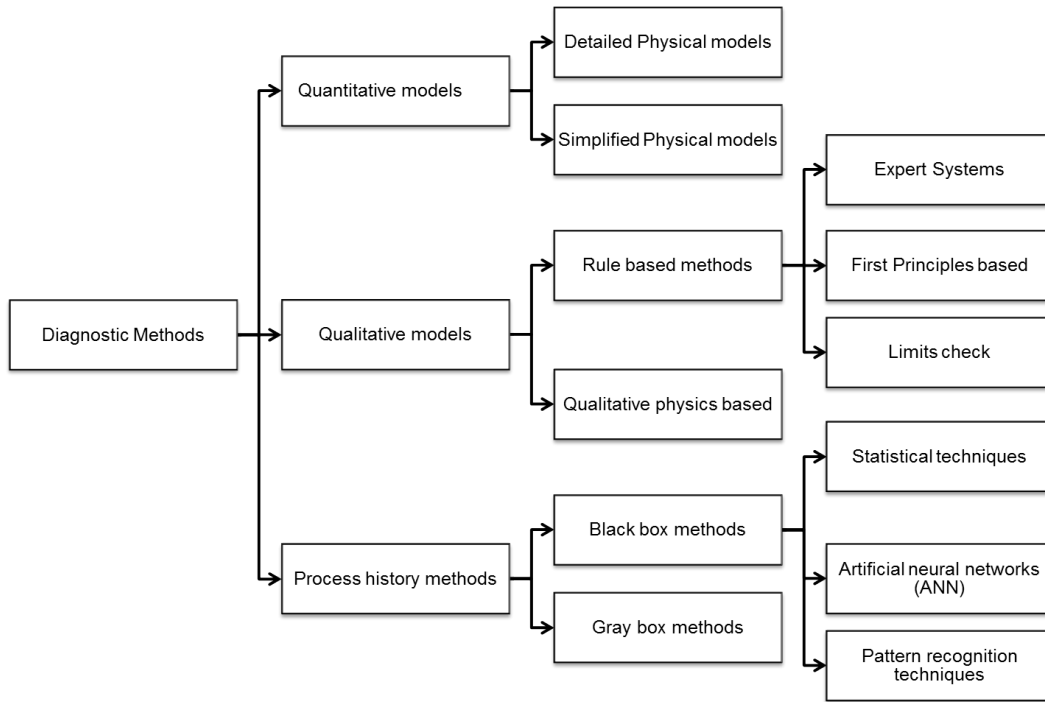 Detailed Physical models
Quantitative models
Simplified Physical models
Expert Systems
Rule based methods
First Principles based
Diagnostic Methods
Qualitative models
Limits check
Qualitative physics based
Statistical techniques
Black box methods
Process history methods
Artificial neural networks
(ANN)
Gray box methods
Pattern recognition
techniques